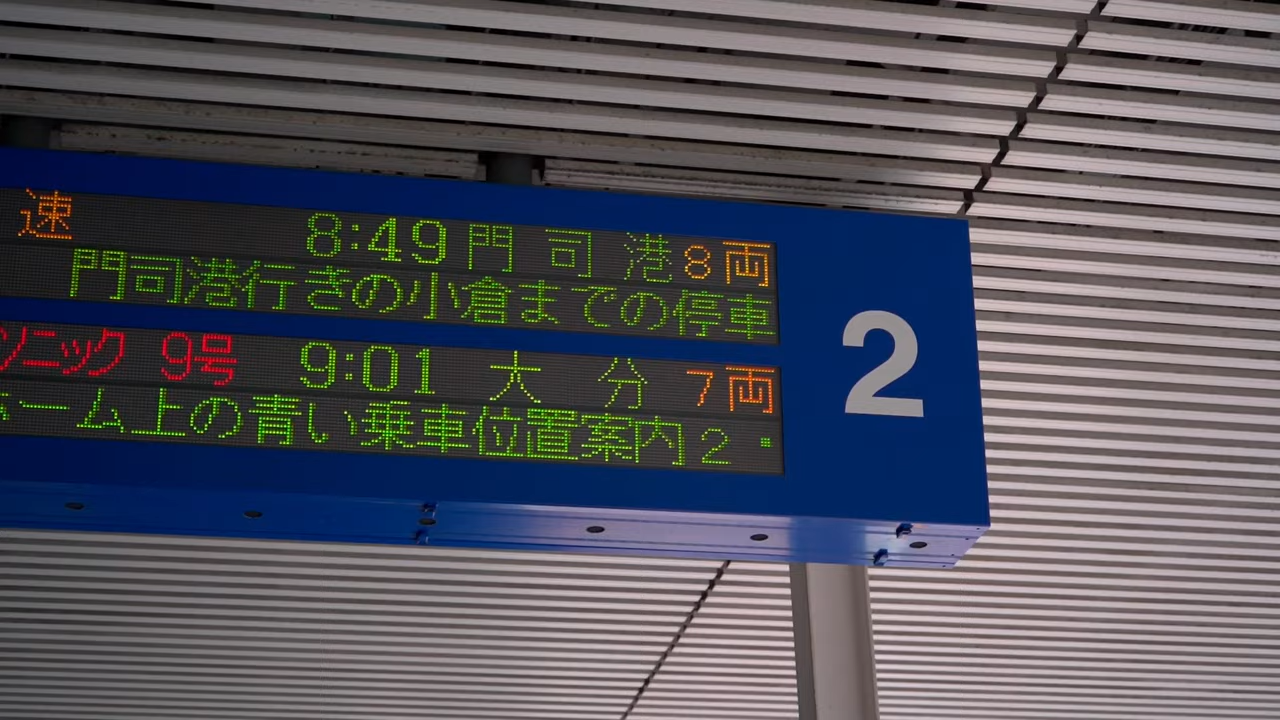 速 8:49 門司港 8両
門司港行きの小倉までの停車
ソニック 9号 9:01 大分 7両
ホーム上の青い乗車位置案内2
2